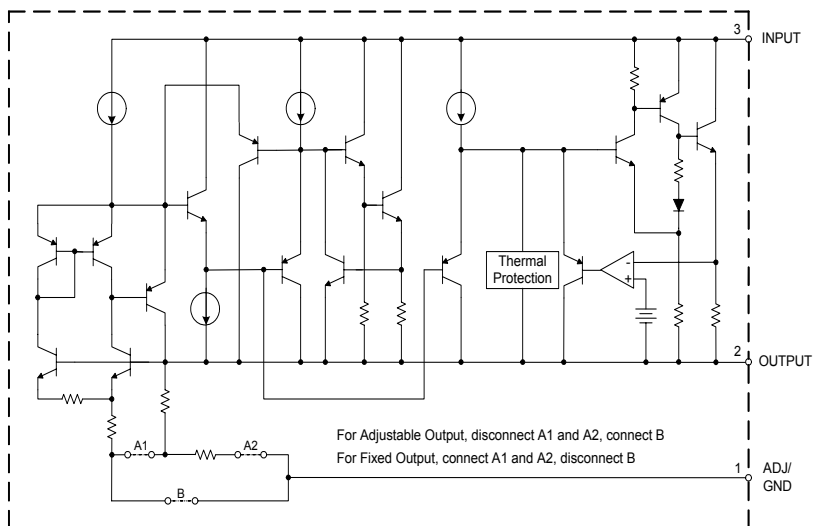 3
INPUT
Thermal
Protection
-
+
2
OUTPUT
A1
A2
For Adjustable Output, disconnect A1 and A2, connect B
For Fixed Output, connect A1 and A2, disconnect B
1
ADJ/
GND
B